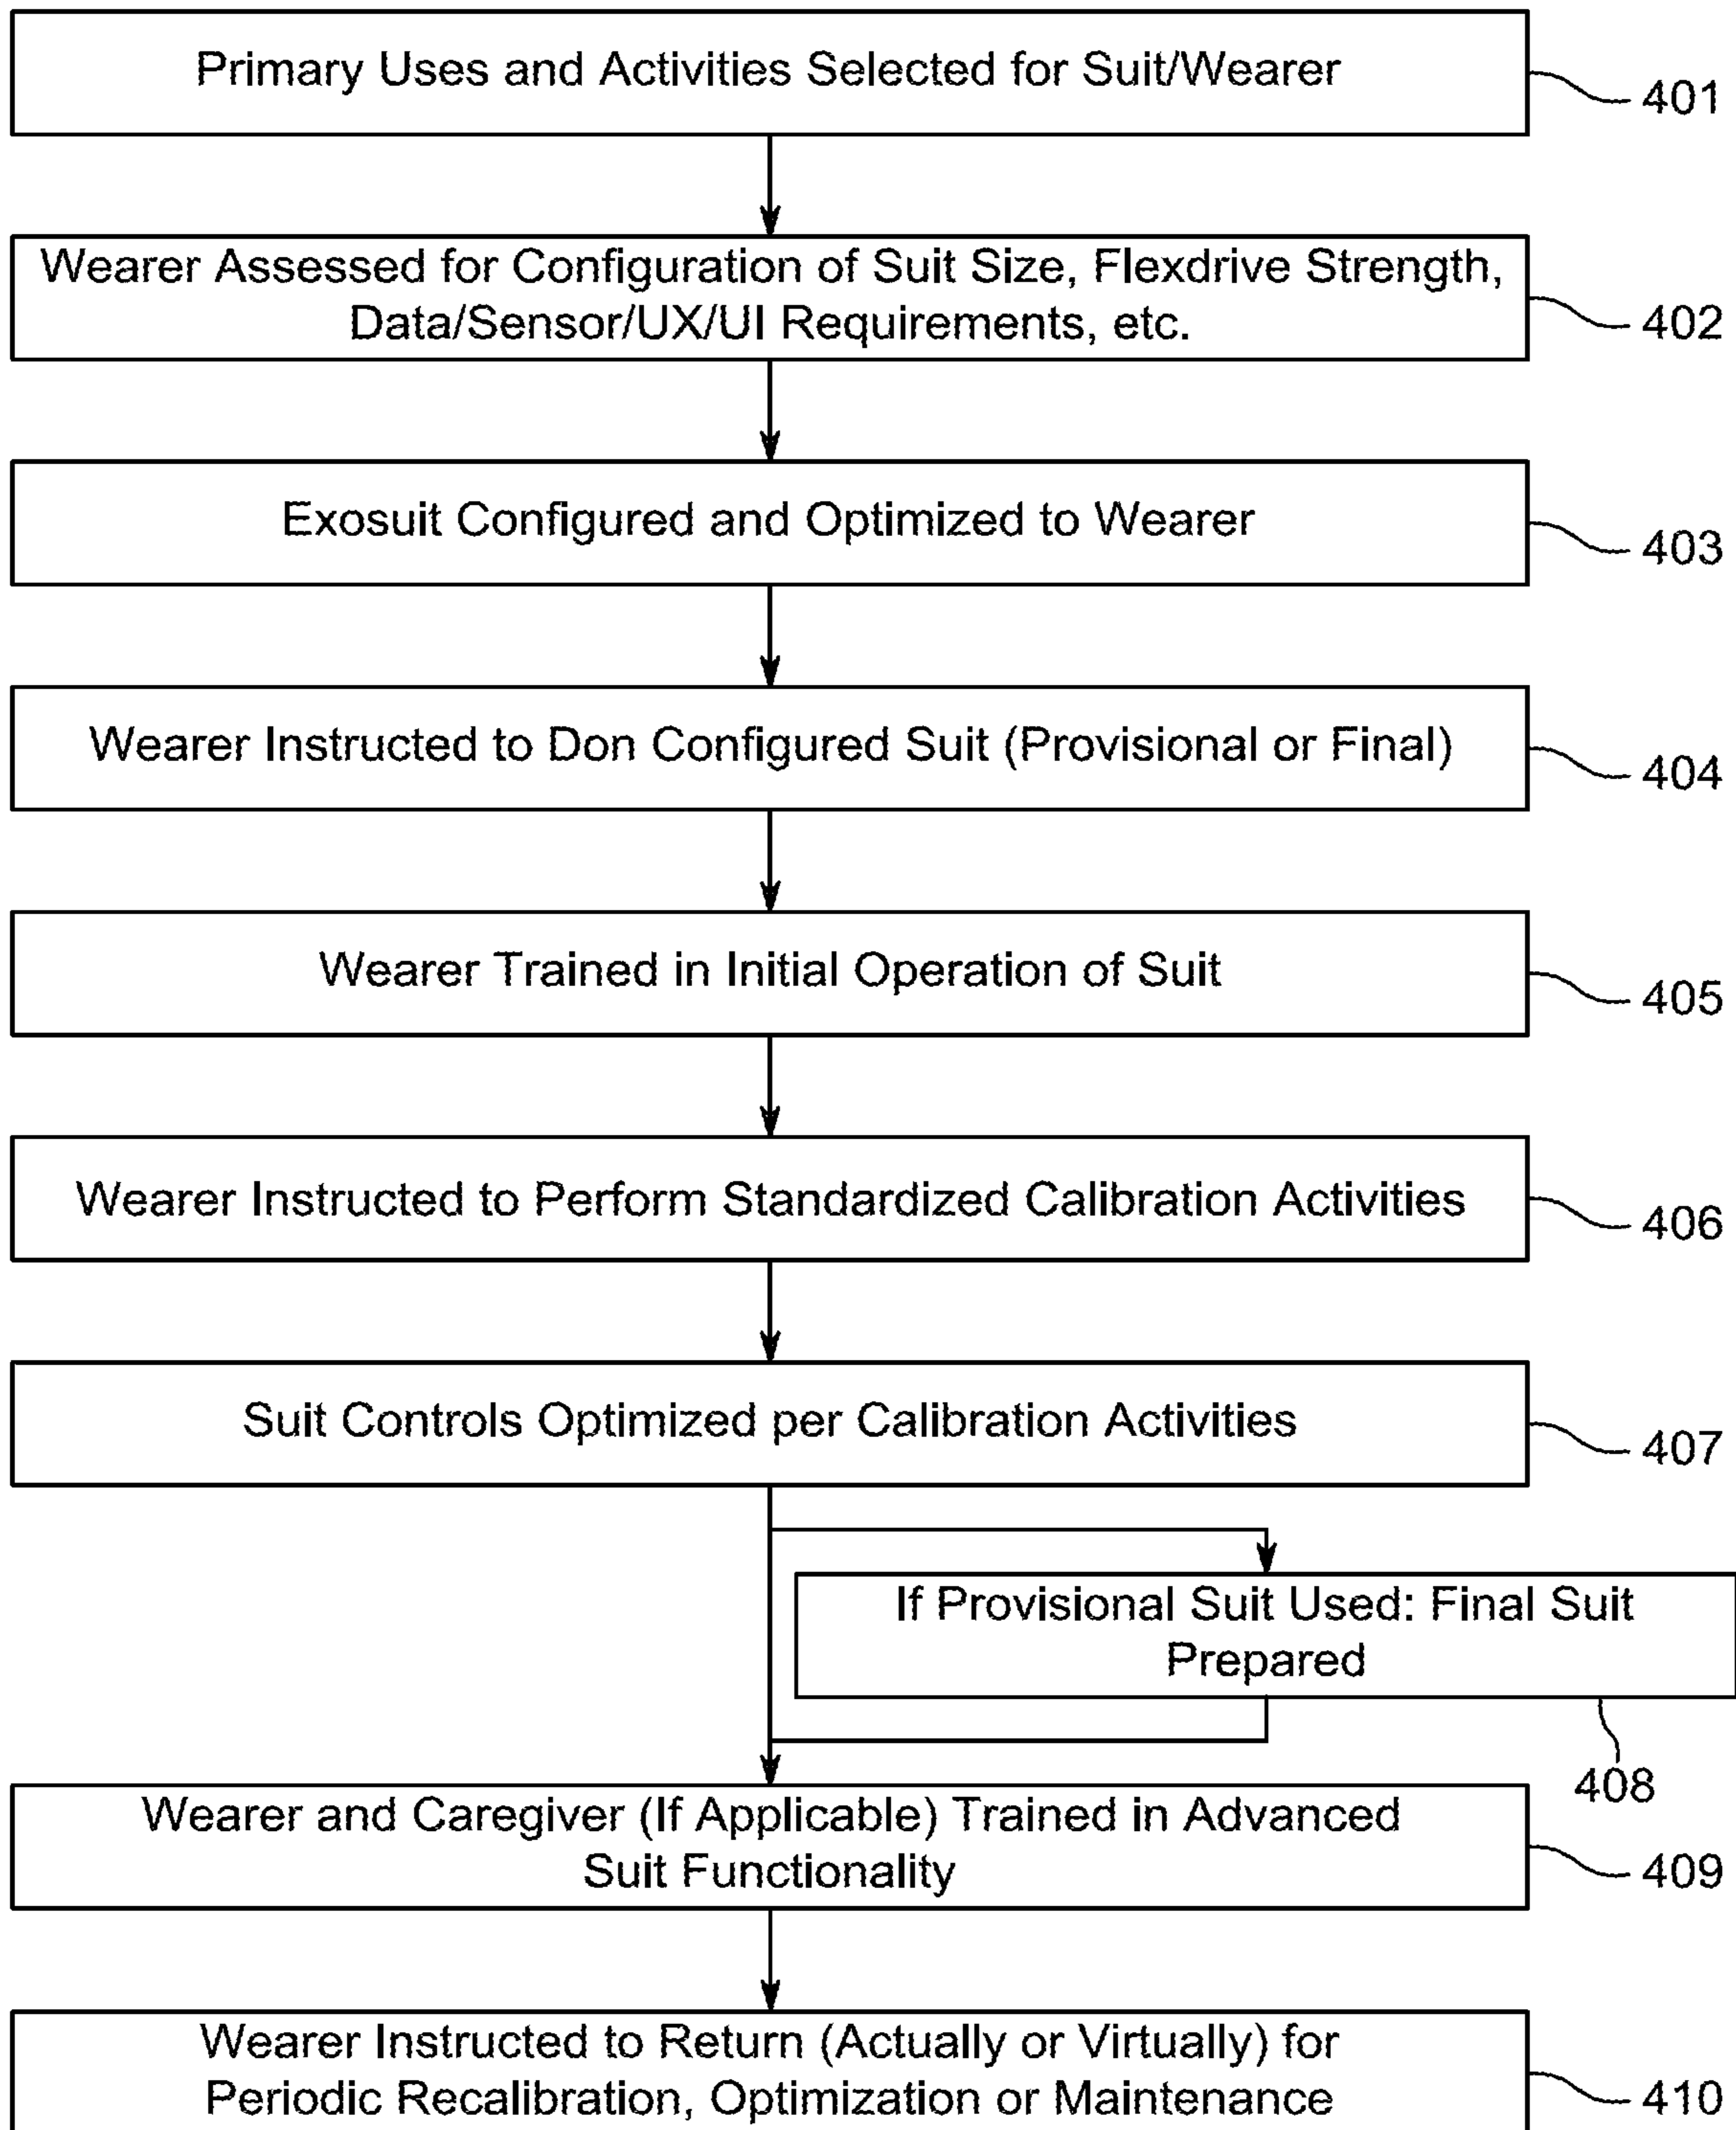 Primary Uses and Activities Selected for Suit/Wearer
401
Wearer Assessed for Configuration of Suit Size, Flexdrive Strength,
Data/Sensor/UX/UI Requirements, etc.
402
Exosuit Configured and Optimized to Wearer
403
Wearer Instructed to Don Configured Suit (Provisional or Final)
404
Wearer Trained in Initial Operation of Suit
405
Wearer Instructed to Perform Standardized Calibration Activities
406
Suit Controls Optimized per Calibration Activities
407
If Provisional Suit Used: Final Suit
Prepared
408
Wearer and Caregiver (If Applicable) Trained in Advanced
Suit Functionality
409
Wearer Instructed to Return (Actually or Virtually) for
Periodic Recalibration, Optimization or Maintenance
410